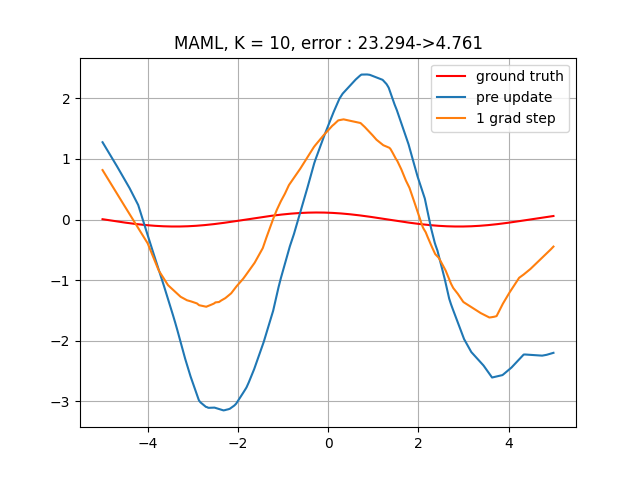 MAML, K = 10, error : 23.294->4.761
ground truth
pre update
1 grad step
2
1
0
−1
−2
−3
−4 −2 0 2 4